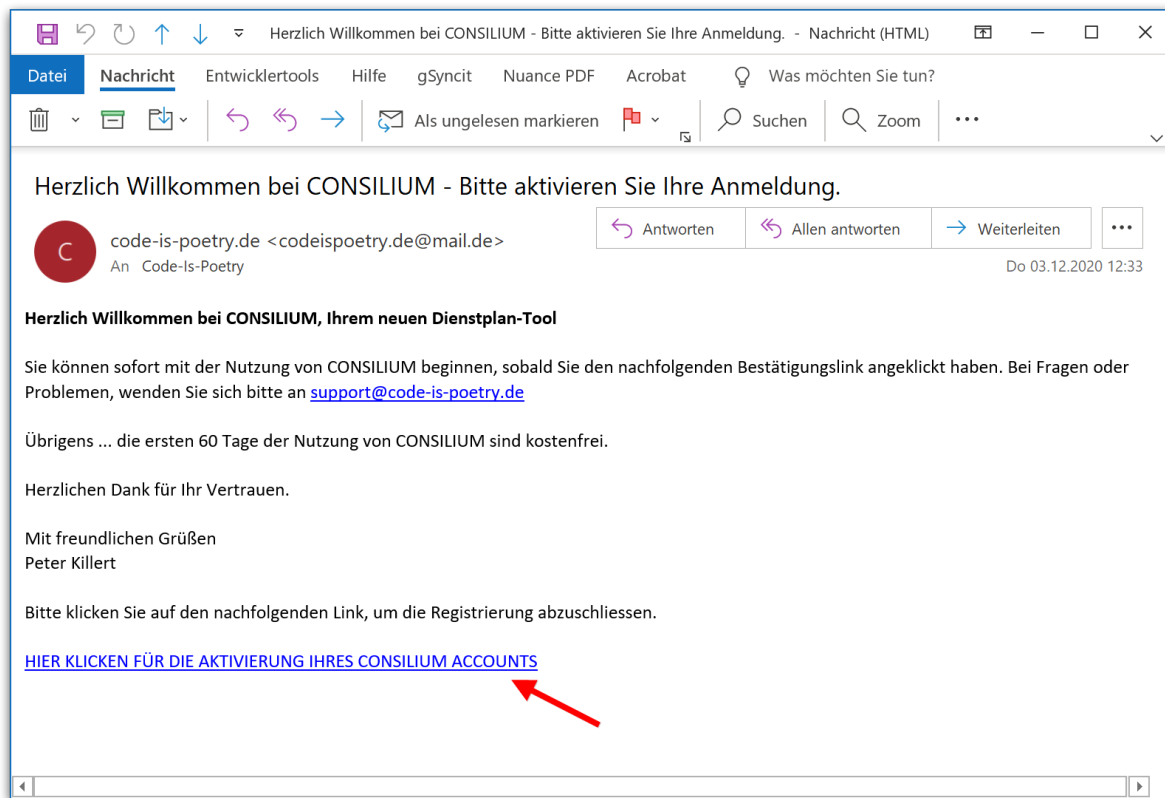 Herzlich Willkommen bei CONSILIUM - Bitte aktivieren Sie Ihre Anmeldung. - Nachricht (HTML)
Datei Nachricht Entwicklertools Hilfe gSyncit Nuance PDF Acrobat Was möchten Sie tun?
Als ungelesen markieren Suchen Zoom
Herzlich Willkommen bei CONSILIUM - Bitte aktivieren Sie Ihre Anmeldung.
C
code-is-poetry.de <codeispoetry.de@mail.de>
Antworten Allen antworten Weiterleiten
An Code-Is-Poetry
Do 03.12.2020 12:33
Herzlich Willkommen bei CONSILIUM, Ihrem neuen Dienstplan-Tool
Sie können sofort mit der Nutzung von CONSILIUM beginnen, sobald Sie den nachfolgenden Bestätigungslink angeklickt haben. Bei Fragen oder
Problemen, wenden Sie sich bitte an support@code-is-poetry.de
Übrigens ... die ersten 60 Tage der Nutzung von CONSILIUM sind kostenfrei.
Herzlichen Dank für Ihr Vertrauen.
Mit freundlichen Grüßen
Peter Killert
Bitte klicken Sie auf den nachfolgenden Link, um die Registrierung abzuschliessen.
HIER KLICKEN FÜR DIE AKTIVIERUNG IHRES CONSILIUM ACCOUNTS